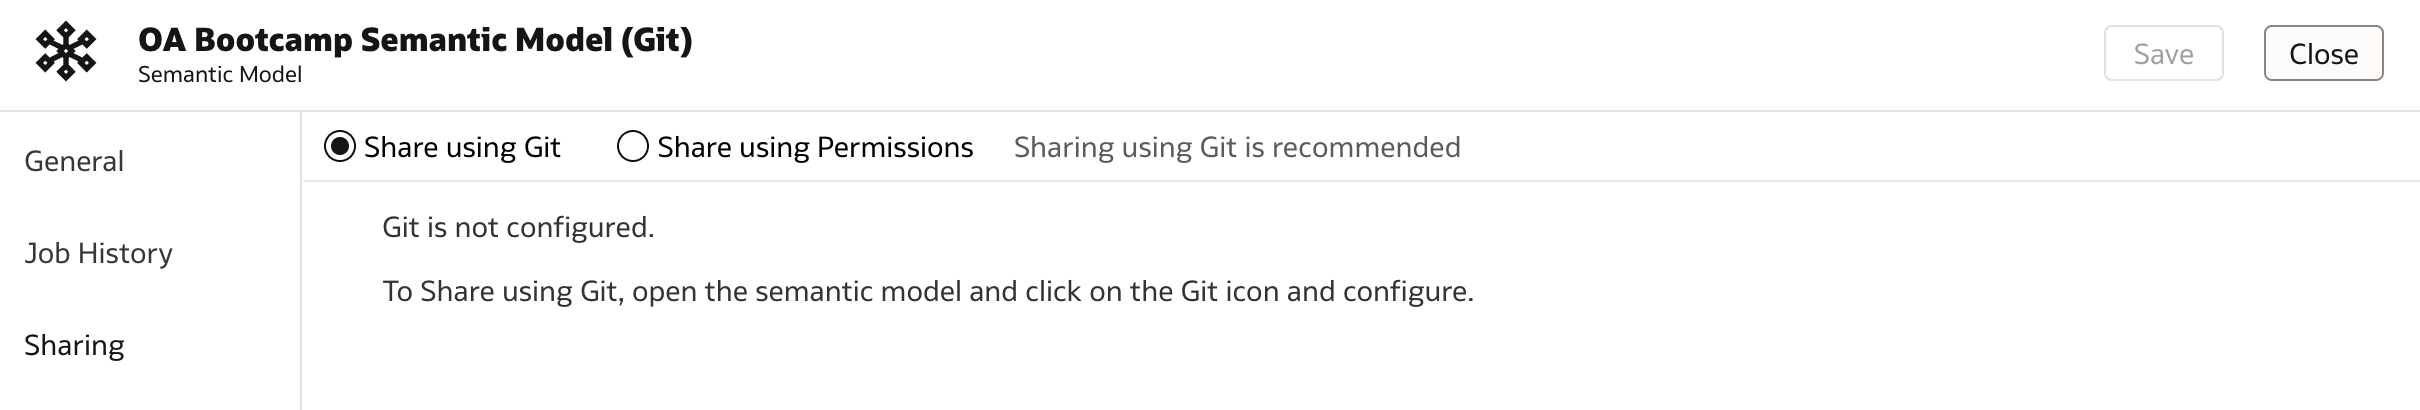 OA Bootcamp Semantic Model (Git)
Semantic Model
Save
Close
General
Job History
Sharing
Share using Git
Share using Permissions
Sharing using Git is recommended
Git is not configured.
To Share using Git, open the semantic model and click on the Git icon and configure.